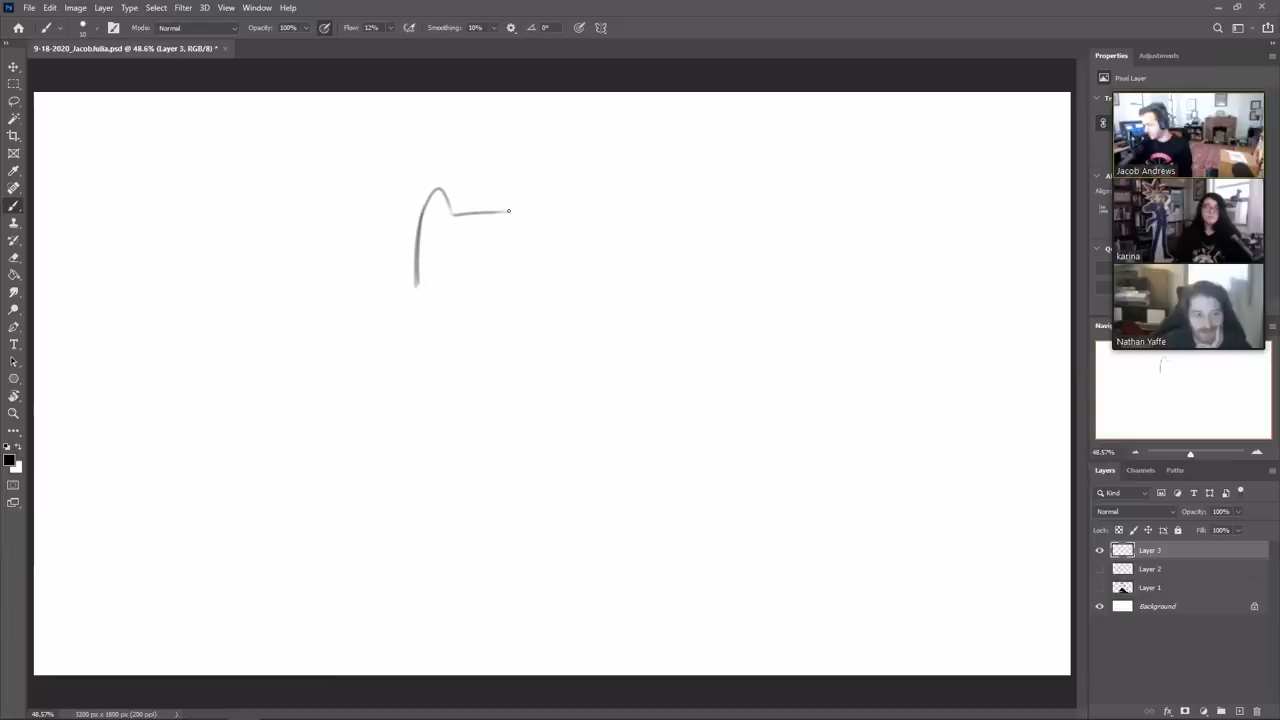 Ps File Edit Image Layer Type Select Filter 3D View Window Help
10 Mode: Normal Opacity: 100% Flow: 12% Smoothing: 10% 0°
9-18-2020_JacobJulia.psd @ 48.6% (Layer 3, RGB/8) *
Properties Adjustments
Pixel Layer
Jacob Andrews
karina
Nathan Yaffe
48.57%
Layers Channels Paths
Kind
Normal Opacity: 100%
Lock: Fill: 100%
Layer 3
Layer 2
Layer 1
Background
48.57% 3200 px x 1800 px (200 ppi)